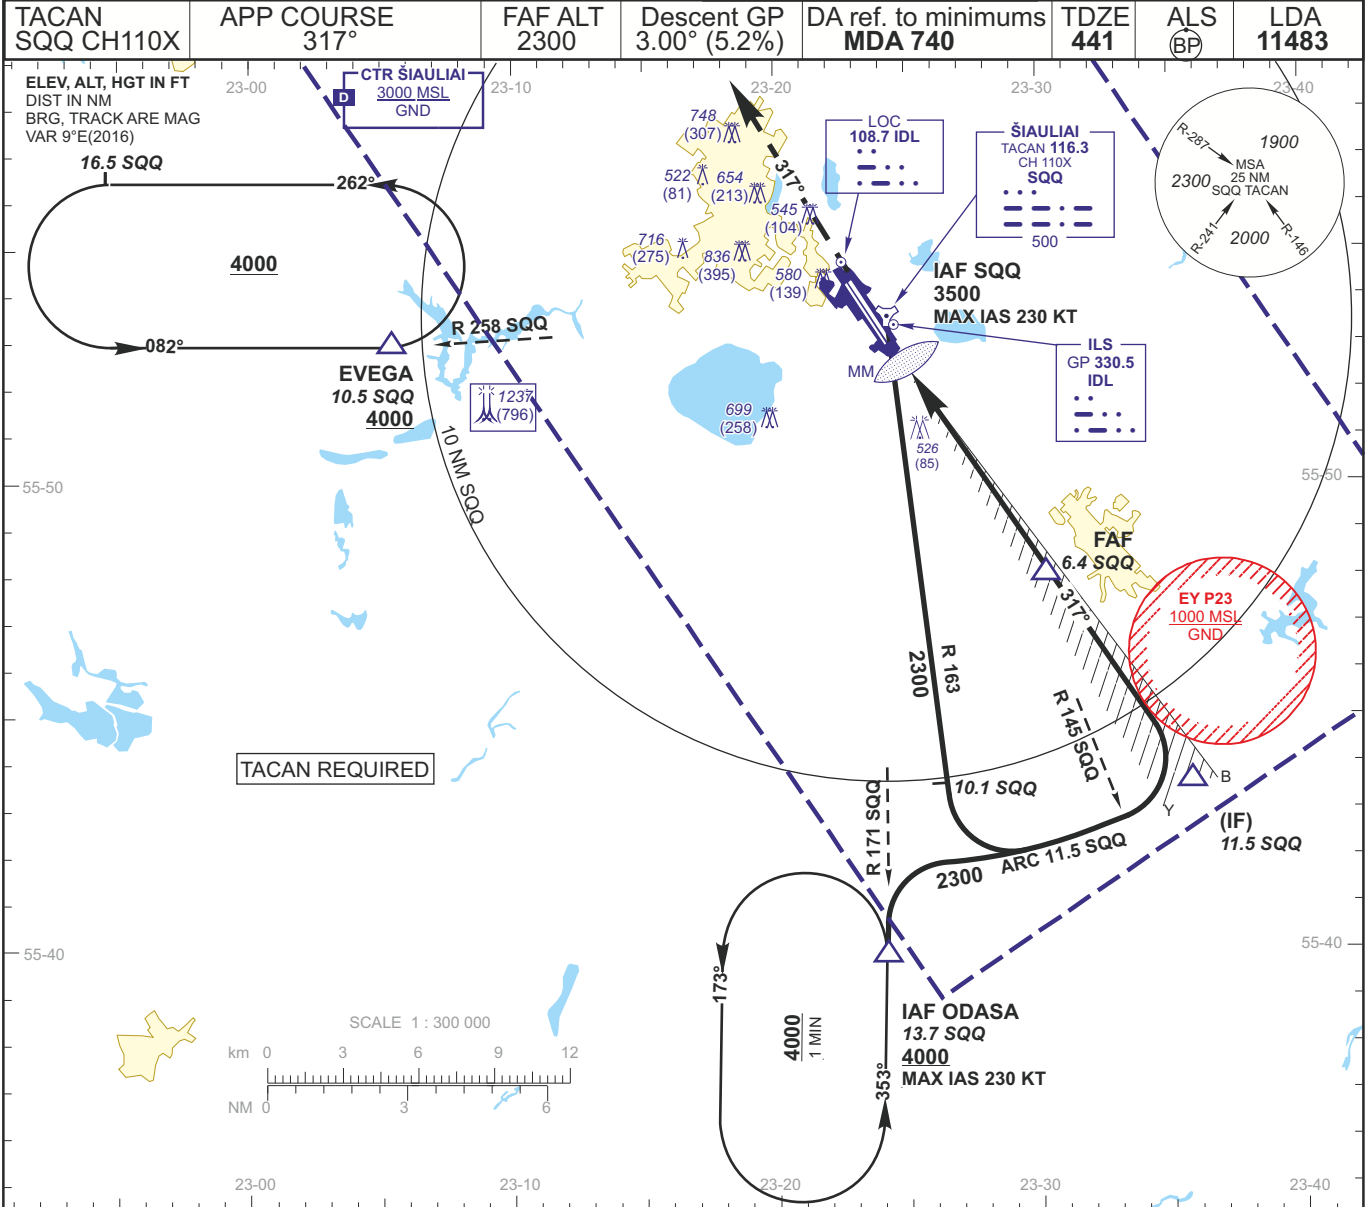 TACAN
SQQ CH110X
APP COURSE
317°
FAF ALT
2300
Descent GP
3.00° (5.2%)
DA ref. to minimums
MDA 740
TDZE
441
ALS
BP
LDA
11483
ELEV, ALT, HGT IN FT
DIST IN NM
BRG, TRACK ARE MAG
VAR 9°E(2016)
23-00
23-10
23-20
23-30
23-40
CTR ŠIAULIAI
D
3000 MSL
GND
16.5 SQQ
262°
4000
082°
EVEGA
10.5 SQQ
4000
R 258 SQQ
1237
(796)
10 NM SQQ
748
(307)
522
(81)
654
(213)
545
(104)
716
(275)
836
(395)
580
(139)
699
(258)
317°
LOC
108.7 IDL
ŠIAULIAI
TACAN 116.3
CH 110X
SQQ
500
R-287
1900
MSA
25 NM
SQQ TACAN
2300
R-241
2000
R-146
IAF SQQ
3500
MAX IAS 230 KT
ILS
GP 330.5
IDL
MM
526
(85)
55-50
55-50
FAF
6.4 SQQ
317°
EY P23
1000 MSL
GND
R 163
2300
R 145 SQQ
R 171 SQQ
10.1 SQQ
B
Y
(IF)
11.5 SQQ
ARC 11.5 SQQ
2300
TACAN REQUIRED
55-40
55-40
173°
4000
1 MIN
353°
IAF ODASA
13.7 SQQ
4000
MAX IAS 230 KT
SCALE 1 : 300 000
km 0 3 6 9 12
NM 0 3 6
23-00
23-10
23-20
23-30
23-40